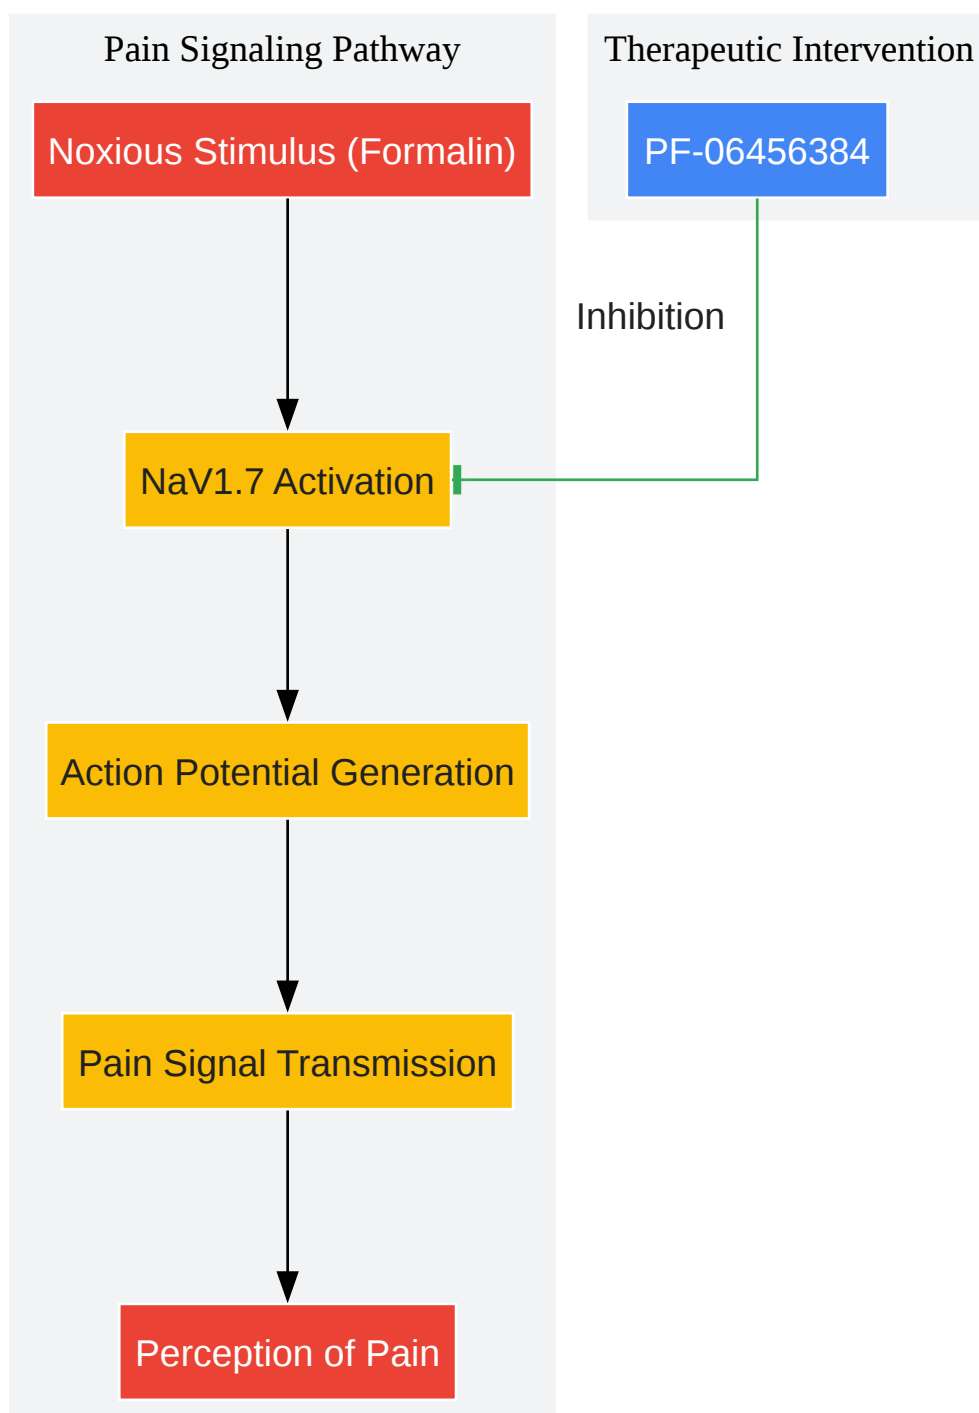 Pain Signaling Pathway
Therapeutic Intervention
Noxious Stimulus (Formalin)
PF-06456384
Inhibition
NaV1.7 Activation
Action Potential Generation
Pain Signal Transmission
Perception of Pain